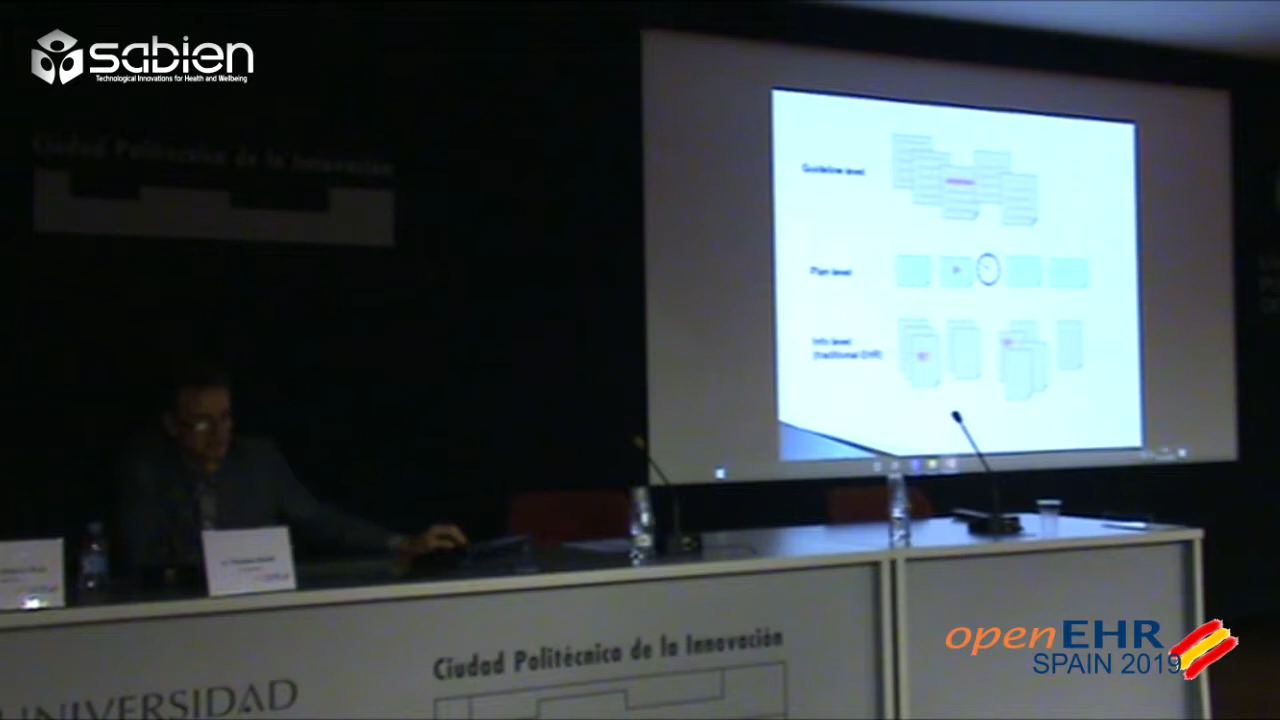 sabien
Technological Innovations for Health and Wellbeing
Ciudad Politécnica de la Innovación
Guideline level
Plan level
Info level
(traditional EHR)
Ciudad Politécnica de la Innovación
UNIVERSIDAD
openEHR
SPAIN 2019